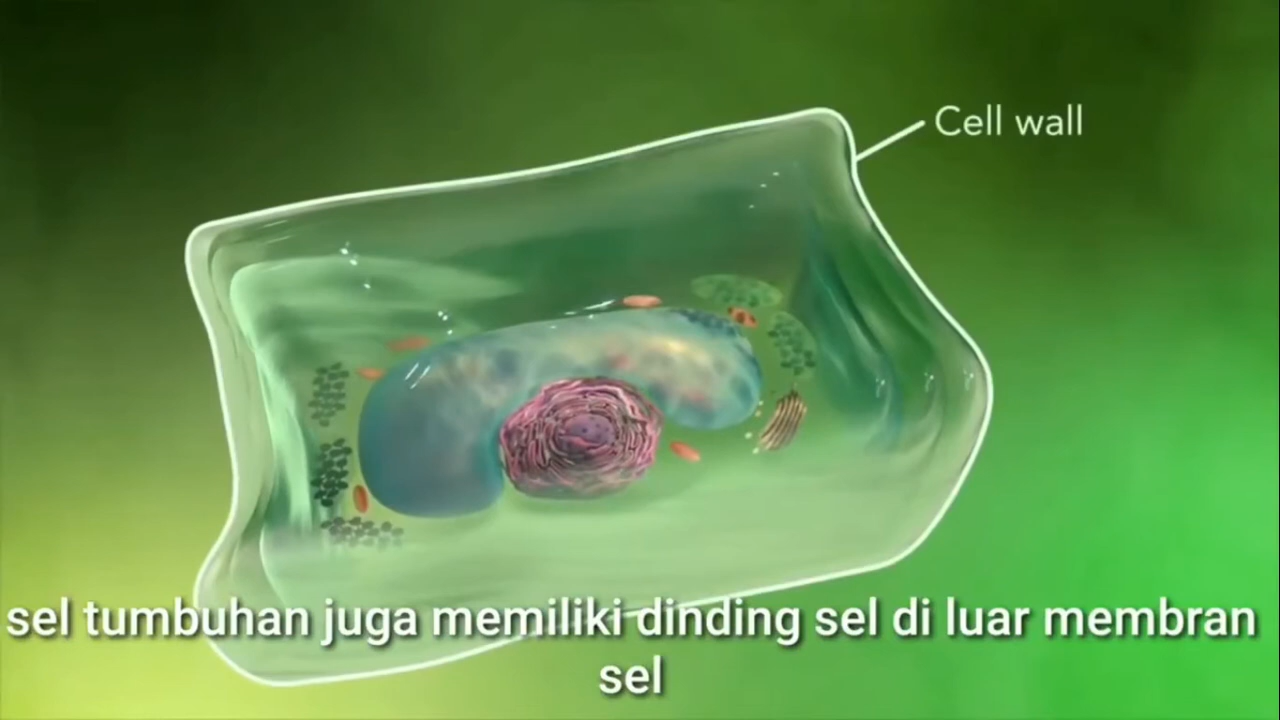 Cell wall
sel tumbuhan juga memiliki dinding sel di luar membran
sel